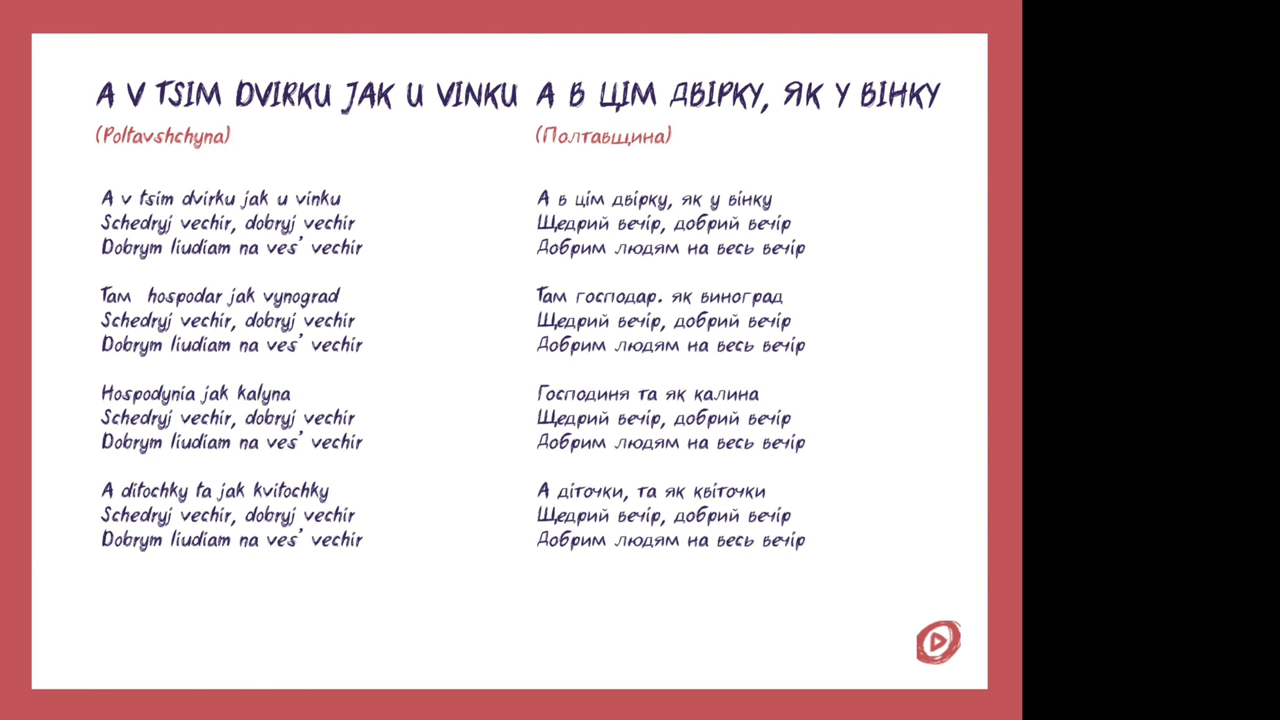 A V TSIM DVIRKU JAK U VINKU
(Poltavshchyna)
A v tsim dvirku jak u vinku
Schedryj vechir, dobryj vechir
Dobrym liudiam na ves' vechir
Tam hospodar jak vynograd
Schedryj vechir, dobryj vechir
Dobrym liudiam na ves' vechir
Hospodynia jak kalyna
Schedryj vechir, dobryj vechir
Dobrym liudiam na ves' vechir
A ditochky ta jak kvitochky
Schedryj vechir, dobryj vechir
Dobrym liudiam na ves' vechir
А В ЦІМ ДВІРКУ, ЯК У ВІНКУ
(Полтавщина)
А в цім двірку, як у вінку
Щедрий вечір, добрий вечір
Добрим людям на весь вечір
Там господар. як виноград
Щедрий вечір, добрий вечір
Добрим людям на весь вечір
Господиня та як калина
Щедрий вечір, добрий вечір
Добрим людям на весь вечір
А діточки, та як квіточки
Щедрий вечір, добрий вечір
Добрим людям на весь вечір